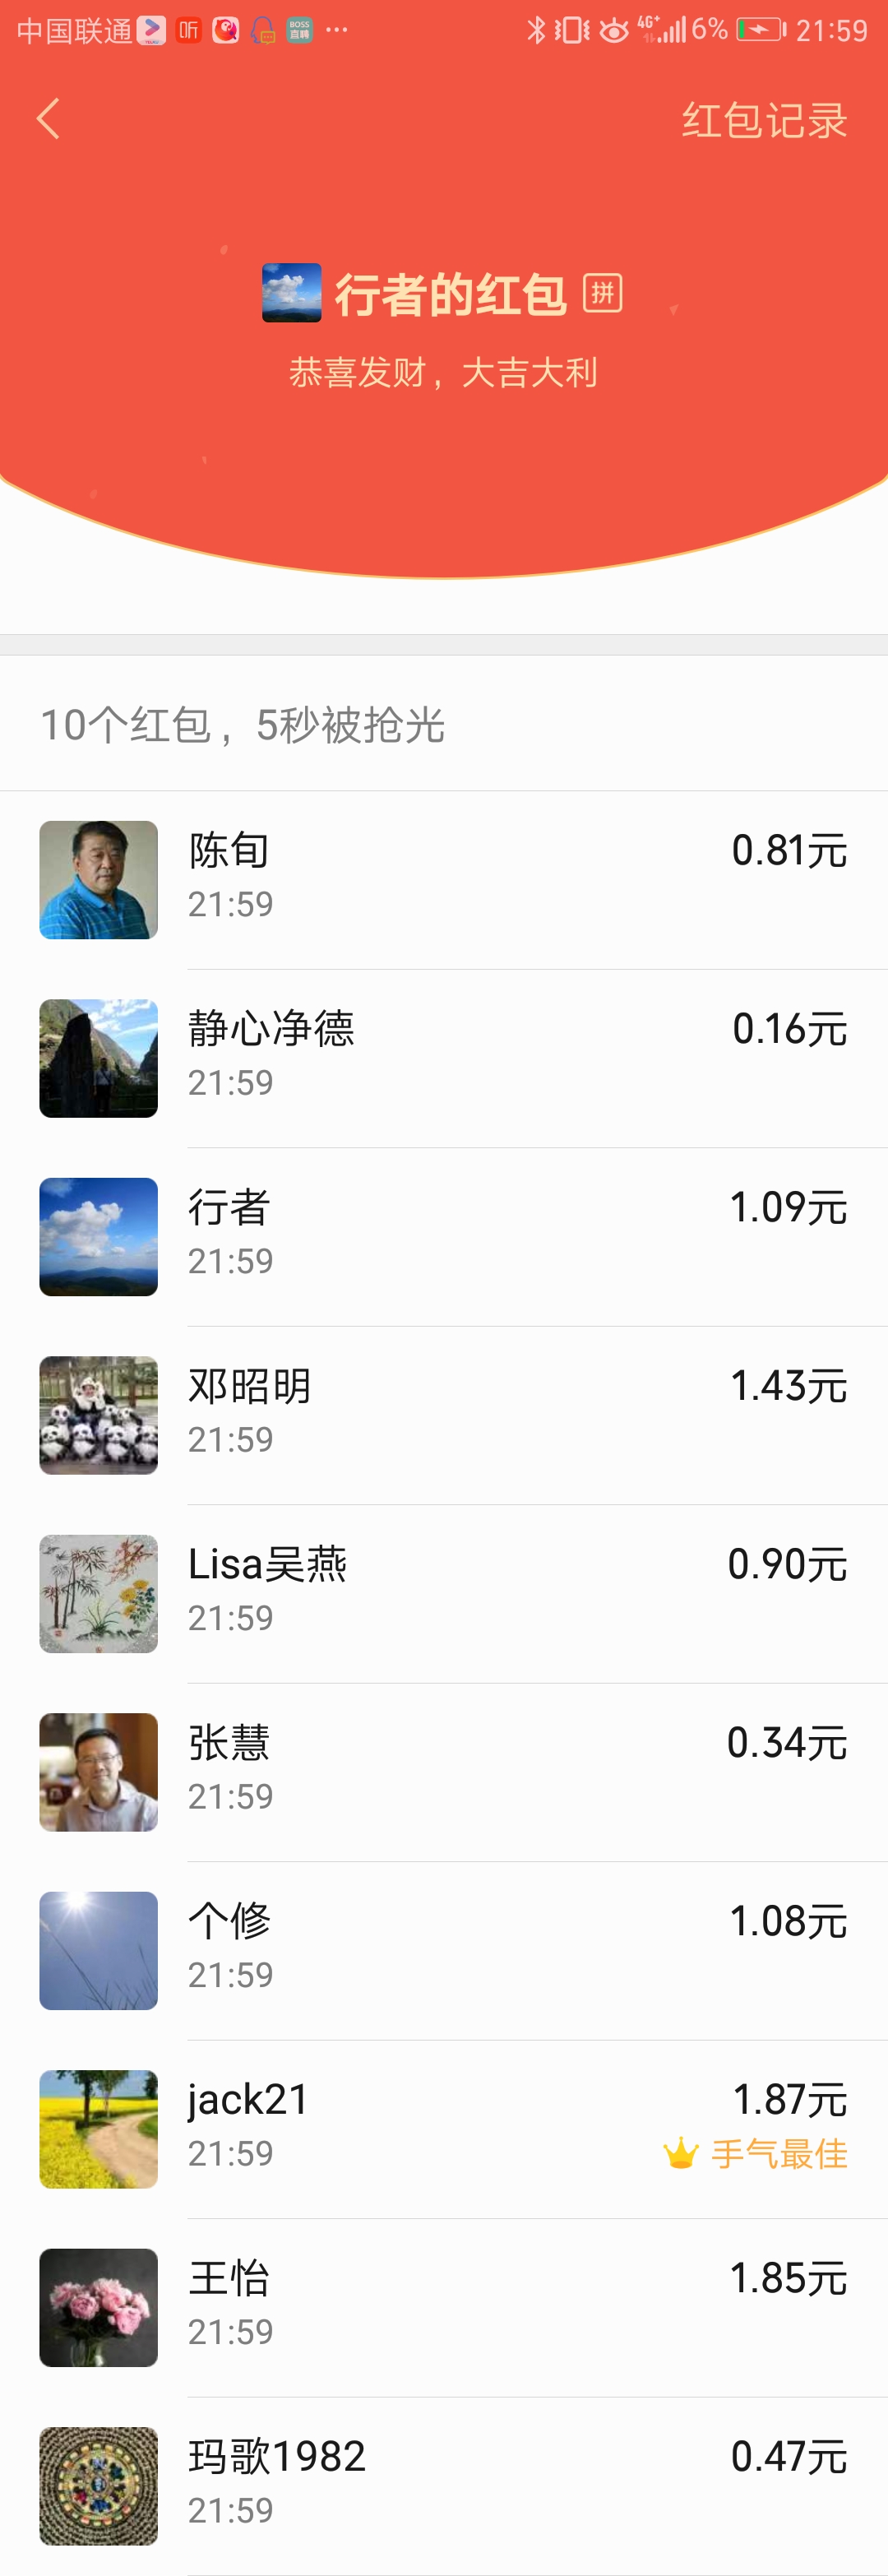 中国联通 听 BOSS直聘 ··· 4G+ 6% 21:59
红包记录
行者的红包 拼
恭喜发财，大吉大利
10个红包，5秒被抢光
陈旬 0.81元
21:59
静心净德 0.16元
21:59
行者 1.09元
21:59
邓昭明 1.43元
21:59
Lisa吴燕 0.90元
21:59
张慧 0.34元
21:59
个修 1.08元
21:59
jack21 1.87元
21:59 手气最佳
王怡 1.85元
21:59
玛歌1982 0.47元
21:59